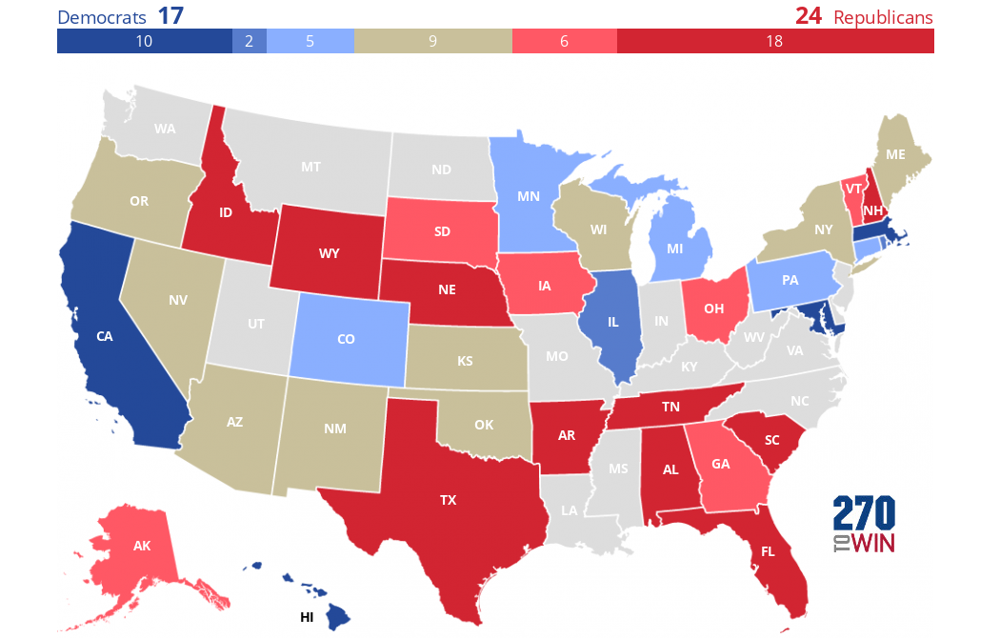 Democrats 17
24 Republicans
10 2 5 9 6 18
WA
MT
ND
MN
ME
OR
ID
SD
WI
VT
NH
NY
WY
MI
NE
IA
PA
NV
UT
CO
IL
IN
OH
CA
KS
MO
WV
VA
KY
AZ
NM
OK
AR
TN
NC
SC
TX
MS
AL
GA
LA
270
TO WIN
AK
HI
FL